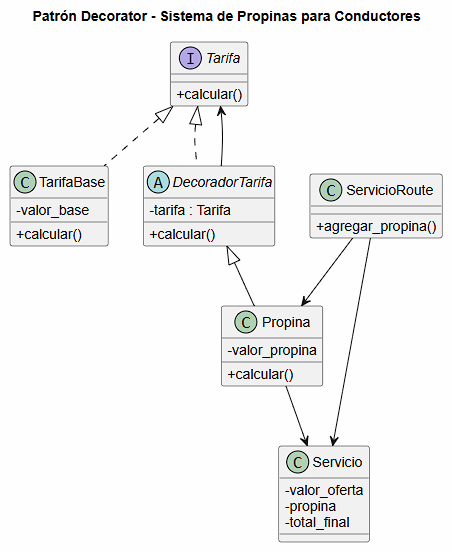 Patrón Decorator - Sistema de Propinas para Conductores
I Tarifa
+calcular()
C TarifaBase
-valor_base
+calcular()
A DecoradorTarifa
-tarifa : Tarifa
+calcular()
C ServicioRoute
+agregar_propina()
C Propina
-valor_propina
+calcular()
C Servicio
-valor_oferta
-propina
-total_final